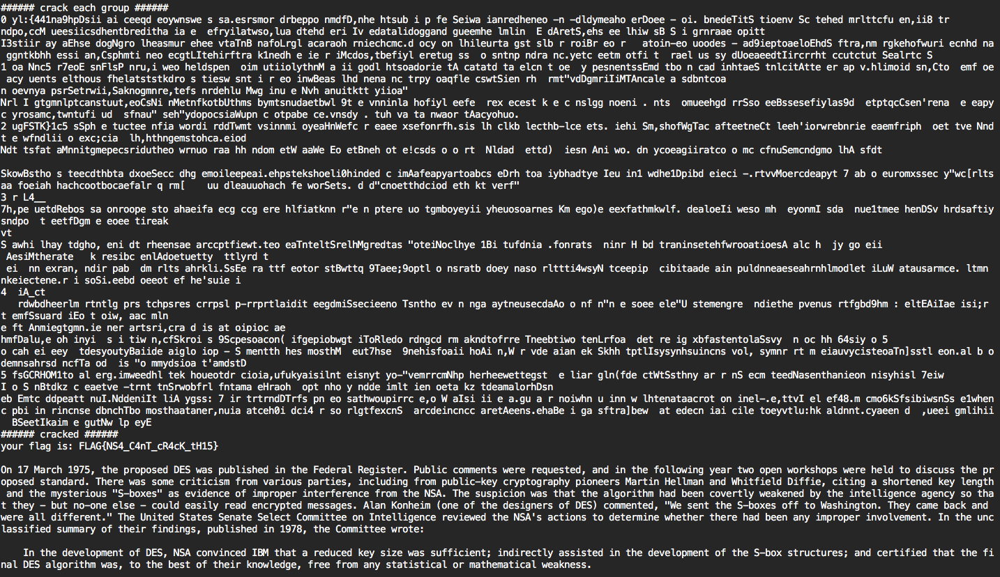 ###### crack each group ######
0 yl:{441na9hpDsii ai ceeqd eoywnswe s sa.esrsmor drbeppo nmdfD,nhe htsub i p fe Seiwa ianredheneo -n -dldymeaho erDoee - oi. bnedeTitS tioenv Sc tehed mrlttcfu en,ii8 tr
ndpo,ccM ueesiicsdhentbreditha ia e  efryilatwso,lua dtehd eri Iv edatalidoggand gueemhe lmlin  E dAretS,ehs ee lhiw sB S i grnraae opitt
I3stiir ay aEhse dogNgro lheasmur ehee vtaTnB nafoLrgl acaraoh rniechcmc.d ocy on lhileurta gst slb r roiBr eo r   atoin-eo uoodes - ad9ieptoaeloEhdS ftra,nm rgkehofwuri ecnhd na
 ggntkbhh essi an,Csphmti neo ecgtLItehirftra k1nedh e ie r iMcdos,tbefiyl eretug ss  o sntnp ndra nc.yetc eetm otfi t  rael us sy dUoeaeedtIircrrht ccutctut Sealrtc S
1 oa Nnc5 r7eoE snFlsP nru,i weo heldspen  oim utiiolythnM a ii godl htsoadorie tA catatd ta elcn t oe  y pesnentssEmd tbo n cad inhtaeS tnlcitAtte er ap v.hlimoid sn,Cto  emf oe
 acy uents elthous fhelatststskdro s tiesw snt i r eo inwBeas lhd nena nc trpy oaqfle cswtSien rh  rmt"vdDgmriIiMTAncale a sdbntcoa
n oevnya psrSetrwii,Saknogmnre,tefs nrdehlu Mwg inu e Nvh anuitktt yiioa"
Nrl I gtgmnlptcanstuut,eoCsNi nMetnfkotbUthms bymtsnudaetbwl 9t e vnninla hofiyl eefe  rex ecest k e c nslgg noeni . nts  omueehgd rrSso eeBssesefiylas9d  etptqcCsen'rena  e eapy
c yrosamc,twntufi ud  sfnau" seh"ydopocsiaWupn c otpabe ce.vnsdy . tuh va ta nwaor tAacyohuo.
2 ugFSTK}1c5 sSph e tuctee nfia wordi rddTwmt vsinnmi oyeaHnWefc r eaee xsefonrfh.sis lh clkb lecthb-lce ets. iehi Sm,shofWgTac afteetneCt leeh'iorwrebnrie eaemfriph  oet tve Nnd
t e wfndlii o exc;cia  lh,hthngemstohca.eiod
Ndt tsfat aMnnitgmepecsridutheo wrnuo raa hh ndom etW aaWe Eo etBneh ot e!csds o o rt  Nldad  ettd)  iesn Ani wo. dn ycoeagiiratco o mc cfnuSemcndgmo lhA sfdt
SkowBstho s teecdthbta dxoeSecc dhg emoileepeai.ehpstekshoeli0hinded c imAafeapyartoabcs eDrh toa iybhadtye Ieu in1 wdhe1Dpibd eieci -.rtvvMoercdeapyt 7 ab o euromxssec y"wc[rlts
aa foeiah hachcootbocaefalr q rm[    uu dleauuohach fe worSets. d d"cnoetthdciod eth kt verf"
3 r L4__
7h,pe uetdRebos sa onroope sto ahaeifa ecg ccg ere hlfiatknn r"e n ptere uo tgmboyeyii yheuosoarnes Km ego)e eexfathmkwlf. dealoeIi weso mh  eyonmI sda  nue1tmee henDSv hrdsaftiy
sndpo  t eetfDgm e eoee tireak
vt
S awhi lhay tdgho, eni dt rheensae arccptfiewt.teo eaTnteltSrelhMgredtas "oteiNoclhye 1Bi tufdnia .fonrats  ninr H bd traninsetehfwrooatioesA alc h  jy go eii
 AesiMtherate   k resibc enlAdoetuetty  ttlyrd t
 ei  nn exran, ndir pab  dm rlts ahrkli.SsEe ra ttf eotor stBwttq 9Taee;9optl o nsratb doey naso rlttti4wsyN tceepip  cibitaade ain puldnneaeseahrnhlmodlet iLuW atausarmce. ltmn
nkeiectene.r i soSi.eebd oeeot ef he'suie i
4  iA_ct
   rdwbdheerlm rtntlg prs tchpsres crrpsl p-rrprtlaidit eegdmiSsecieeno Tsntho ev n nga aytneusecdaAo o nf n"n e soee ele"U stemengre  ndiethe pvenus rtfgbd9hm : eltEAiIae isi;r
t emfSsuard iEo t oiw, aac mln
e ft Anmiegtgmn.ie ner artsri,cra d is at oipioc ae
hmfDalu,e oh inyi  s i tiw n,cfSkroi s 9Scpesoacon( ifgepiobwgt iToRledo rdngcd rm akndtofrre Tneebtiwo tenLrfoa  det re ig xbfastentolaSsvy  n oc hh 64siy o 5
o cah ei eey  tdesyoutyBaiide aiglo iop - S mentth hes mosthM  eut7hse  9nehisfoaii hoAi n,W r vde aian ek Skhh tptlIsysynhsuincns vol, symnr rt m eiauvycisteoaTn]sstl eon.al b o
demnsahrsd ncfTa od  is "o mmydsioa t'amdstD
5 fsGCRHOM1to al erg.imweedhl tek houeotdr cioia,ufukyaisilnt eisnyt yo-"vemrrcmNhp herheewettegst  e liar gln(fde ctWtSsthny ar r nS ecm teedNasenthanieon nisyhisl 7eiw
I o S nBtdkz c eaetve -trnt tnSrwobfrl fntama eHraoh  opt nho y ndde imlt ien oeta kz tdeamalorhDsn
eb Emtc ddpeatt nuI.NddeniIt liA ygss: 7 ir trtrndDTrfs pn eo sathwoupirrc e,o W aIsi ii e a.gu a r noiwhn u inn w lhtenataacrot on inel-.e,ttvI el ef48.m cmo6kSfsibiwsnSs e1when
c pbi in rincnse dbnchTbo mosthaataner,nuia atceh0i dci4 r so rlgtfexcnS  arcdeincncc aretAeens.ehaBe i ga sftra]bew  at edecn iai cile toeyvtlu:hk aldnnt.cyaeen d  ,ueei gmlihii
  BSeetIkaim e gutNw lp eyE
###### cracked ######
your flag is: FLAG{NS4_C4nT_cR4cK_tH15}
On 17 March 1975, the proposed DES was published in the Federal Register. Public comments were requested, and in the following year two open workshops were held to discuss the pr
oposed standard. There was some criticism from various parties, including from public-key cryptography pioneers Martin Hellman and Whitfield Diffie, citing a shortened key length
 and the mysterious "S-boxes" as evidence of improper interference from the NSA. The suspicion was that the algorithm had been covertly weakened by the intelligence agency so tha
t they - but no-one else - could easily read encrypted messages. Alan Konheim (one of the designers of DES) commented, "We sent the S-boxes off to Washington. They came back and
were all different." The United States Senate Select Committee on Intelligence reviewed the NSA's actions to determine whether there had been any improper involvement. In the unc
lassified summary of their findings, published in 1978, the Committee wrote:
    In the development of DES, NSA convinced IBM that a reduced key size was sufficient; indirectly assisted in the development of the S-box structures; and certified that the fi
nal DES algorithm was, to the best of their knowledge, free from any statistical or mathematical weakness.